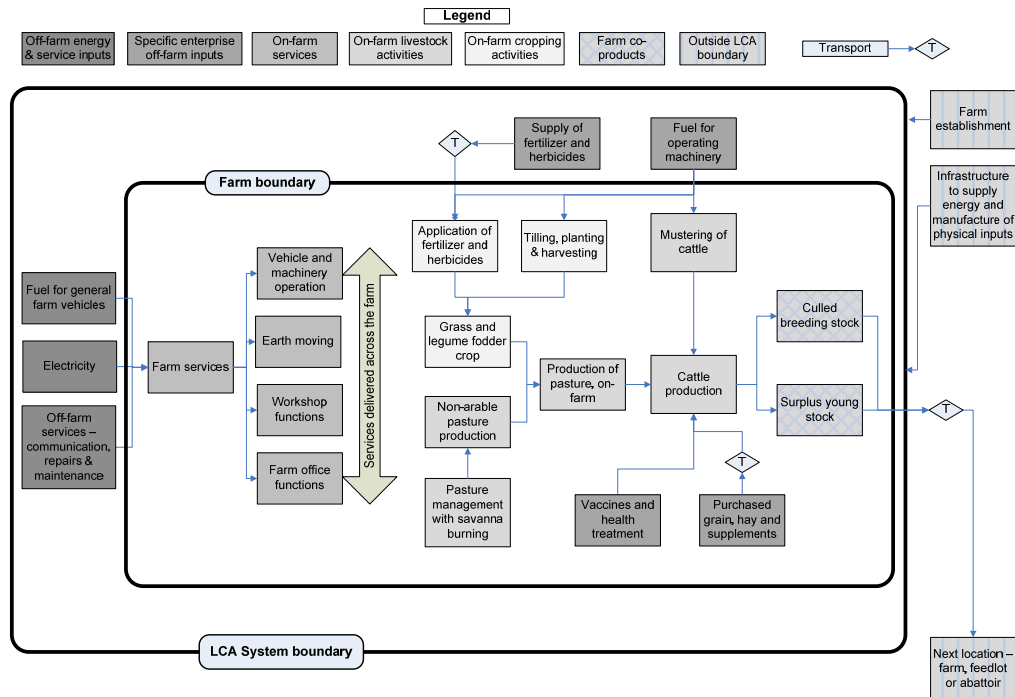 Legend
Off-farm energy
& service inputs
Specific enterprise
off-farm inputs
On-farm
services
On-farm livestock
activities
On-farm cropping
activities
Farm co-
products
Outside LCA
boundary
Transport
T
Farm
establishment
Infrastructure
to supply
energy and
manufacture of
physical inputs
T
Supply of
fertilizer and
herbicides
Fuel for
operating
machinery
Farm boundary
Application of
fertilizer and
herbicides
Tilling, planting
& harvesting
Mustering of
cattle
Fuel for general
farm vehicles
Electricity
Off-farm
services –
communication,
repairs &
maintenance
Farm services
Vehicle and
machinery
operation
Earth moving
Workshop
functions
Farm office
functions
Services delivered across the farm
Grass and
legume fodder
crop
Non-arable
pasture
production
Pasture
management
with savanna
burning
Production of
pasture, on-
farm
Cattle
production
Culled
breeding stock
Surplus young
stock
T
T
Vaccines and
health
treatment
Purchased
grain, hay and
supplements
LCA System boundary
Next location –
farm, feedlot
or abattoir